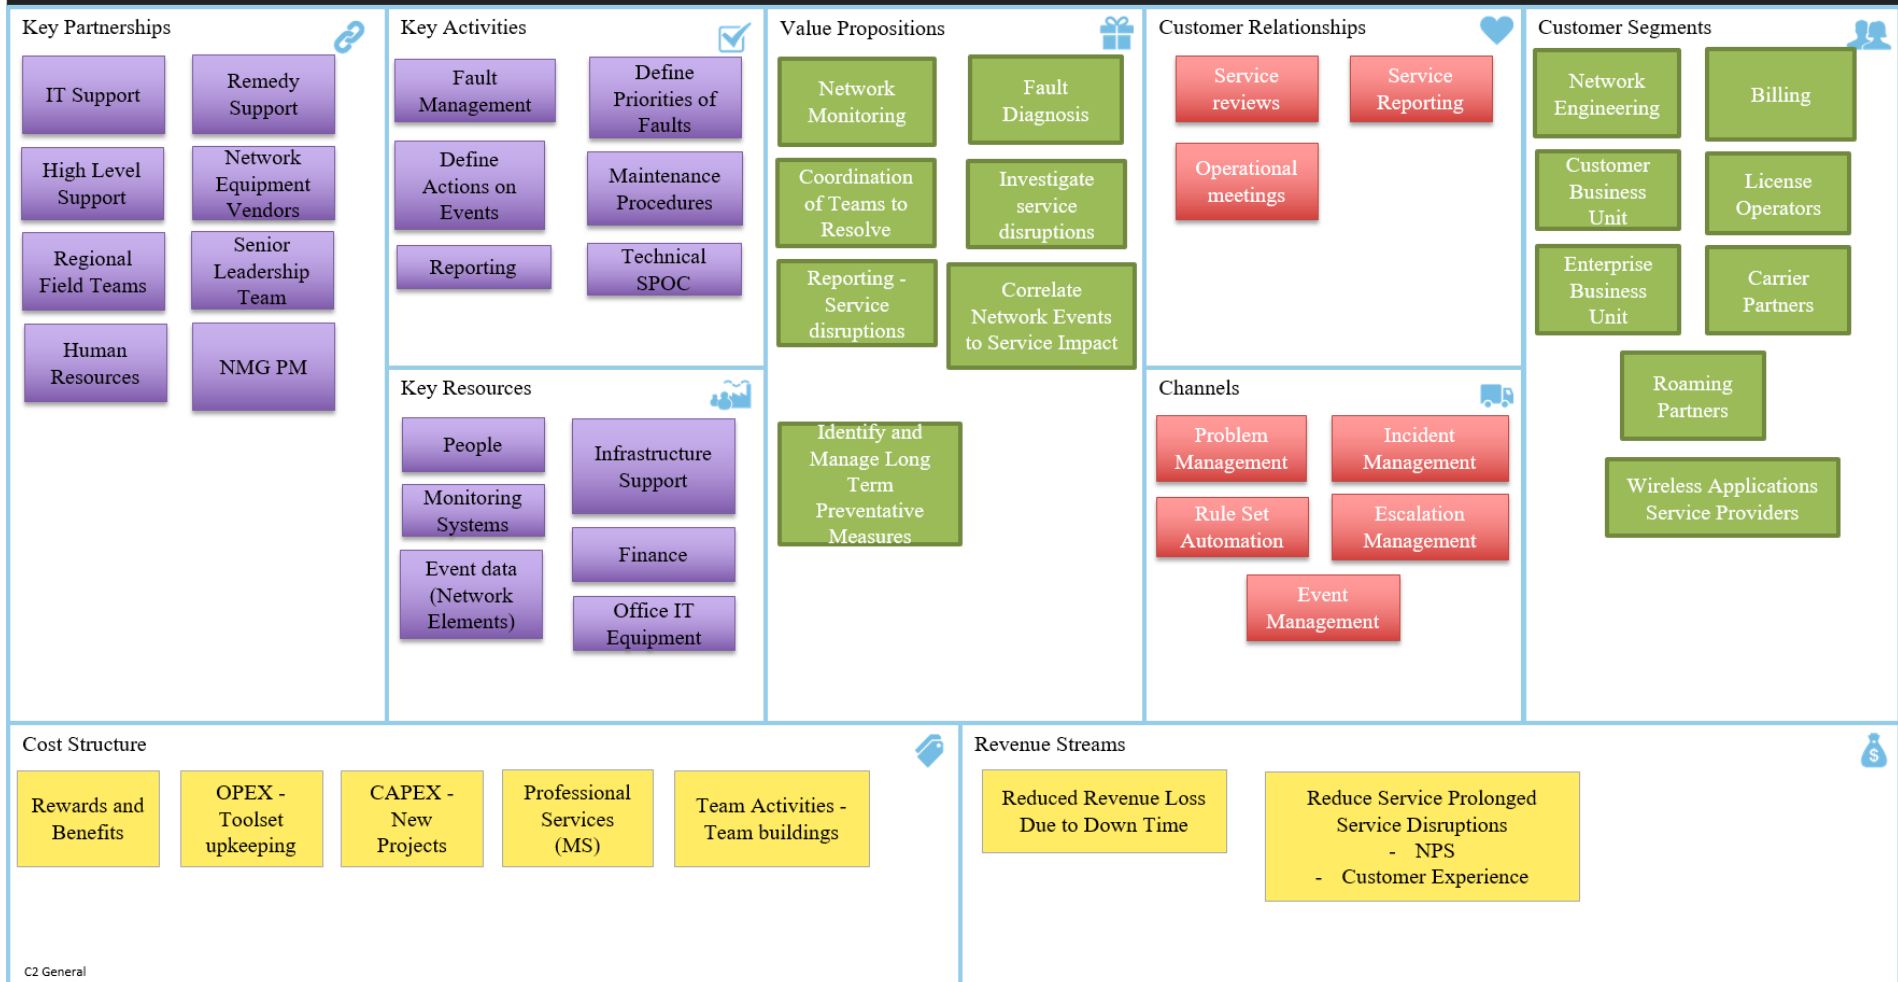 Key Partnerships
IT Support
Remedy
Support
High Level
Support
Network
Equipment
Vendors
Regional
Field Teams
Senior
Leadership
Team
Human
Resources
NMG PM
Key Activities
Fault
Management
Define
Priorities of
Faults
Define
Actions on
Events
Maintenance
Procedures
Reporting
Technical
SPOC
Key Resources
People
Infrastructure
Support
Monitoring
Systems
Finance
Event data
(Network
Elements)
Office IT
Equipment
Value Propositions
Network
Monitoring
Fault
Diagnosis
Coordination
of Teams to
Resolve
Investigate
service
disruptions
Reporting -
Service
disruptions
Correlate
Network Events
to Service Impact
Identify and
Manage Long
Term
Preventative
Measures
Customer Relationships
Service
reviews
Service
Reporting
Operational
meetings
Channels
Problem
Management
Incident
Management
Rule Set
Automation
Escalation
Management
Event
Management
Customer Segments
Network
Engineering
Billing
Customer
Business
Unit
License
Operators
Enterprise
Business
Unit
Carrier
Partners
Roaming
Partners
Wireless Applications
Service Providers
Cost Structure
Rewards and
Benefits
OPEX -
Toolset
upkeeping
CAPEX -
New
Projects
Professional
Services
(MS)
Team Activities -
Team buildings
C2 General
Revenue Streams
Reduced Revenue Loss
Due to Down Time
Reduce Service Prolonged
Service Disruptions
- NPS
- Customer Experience
$